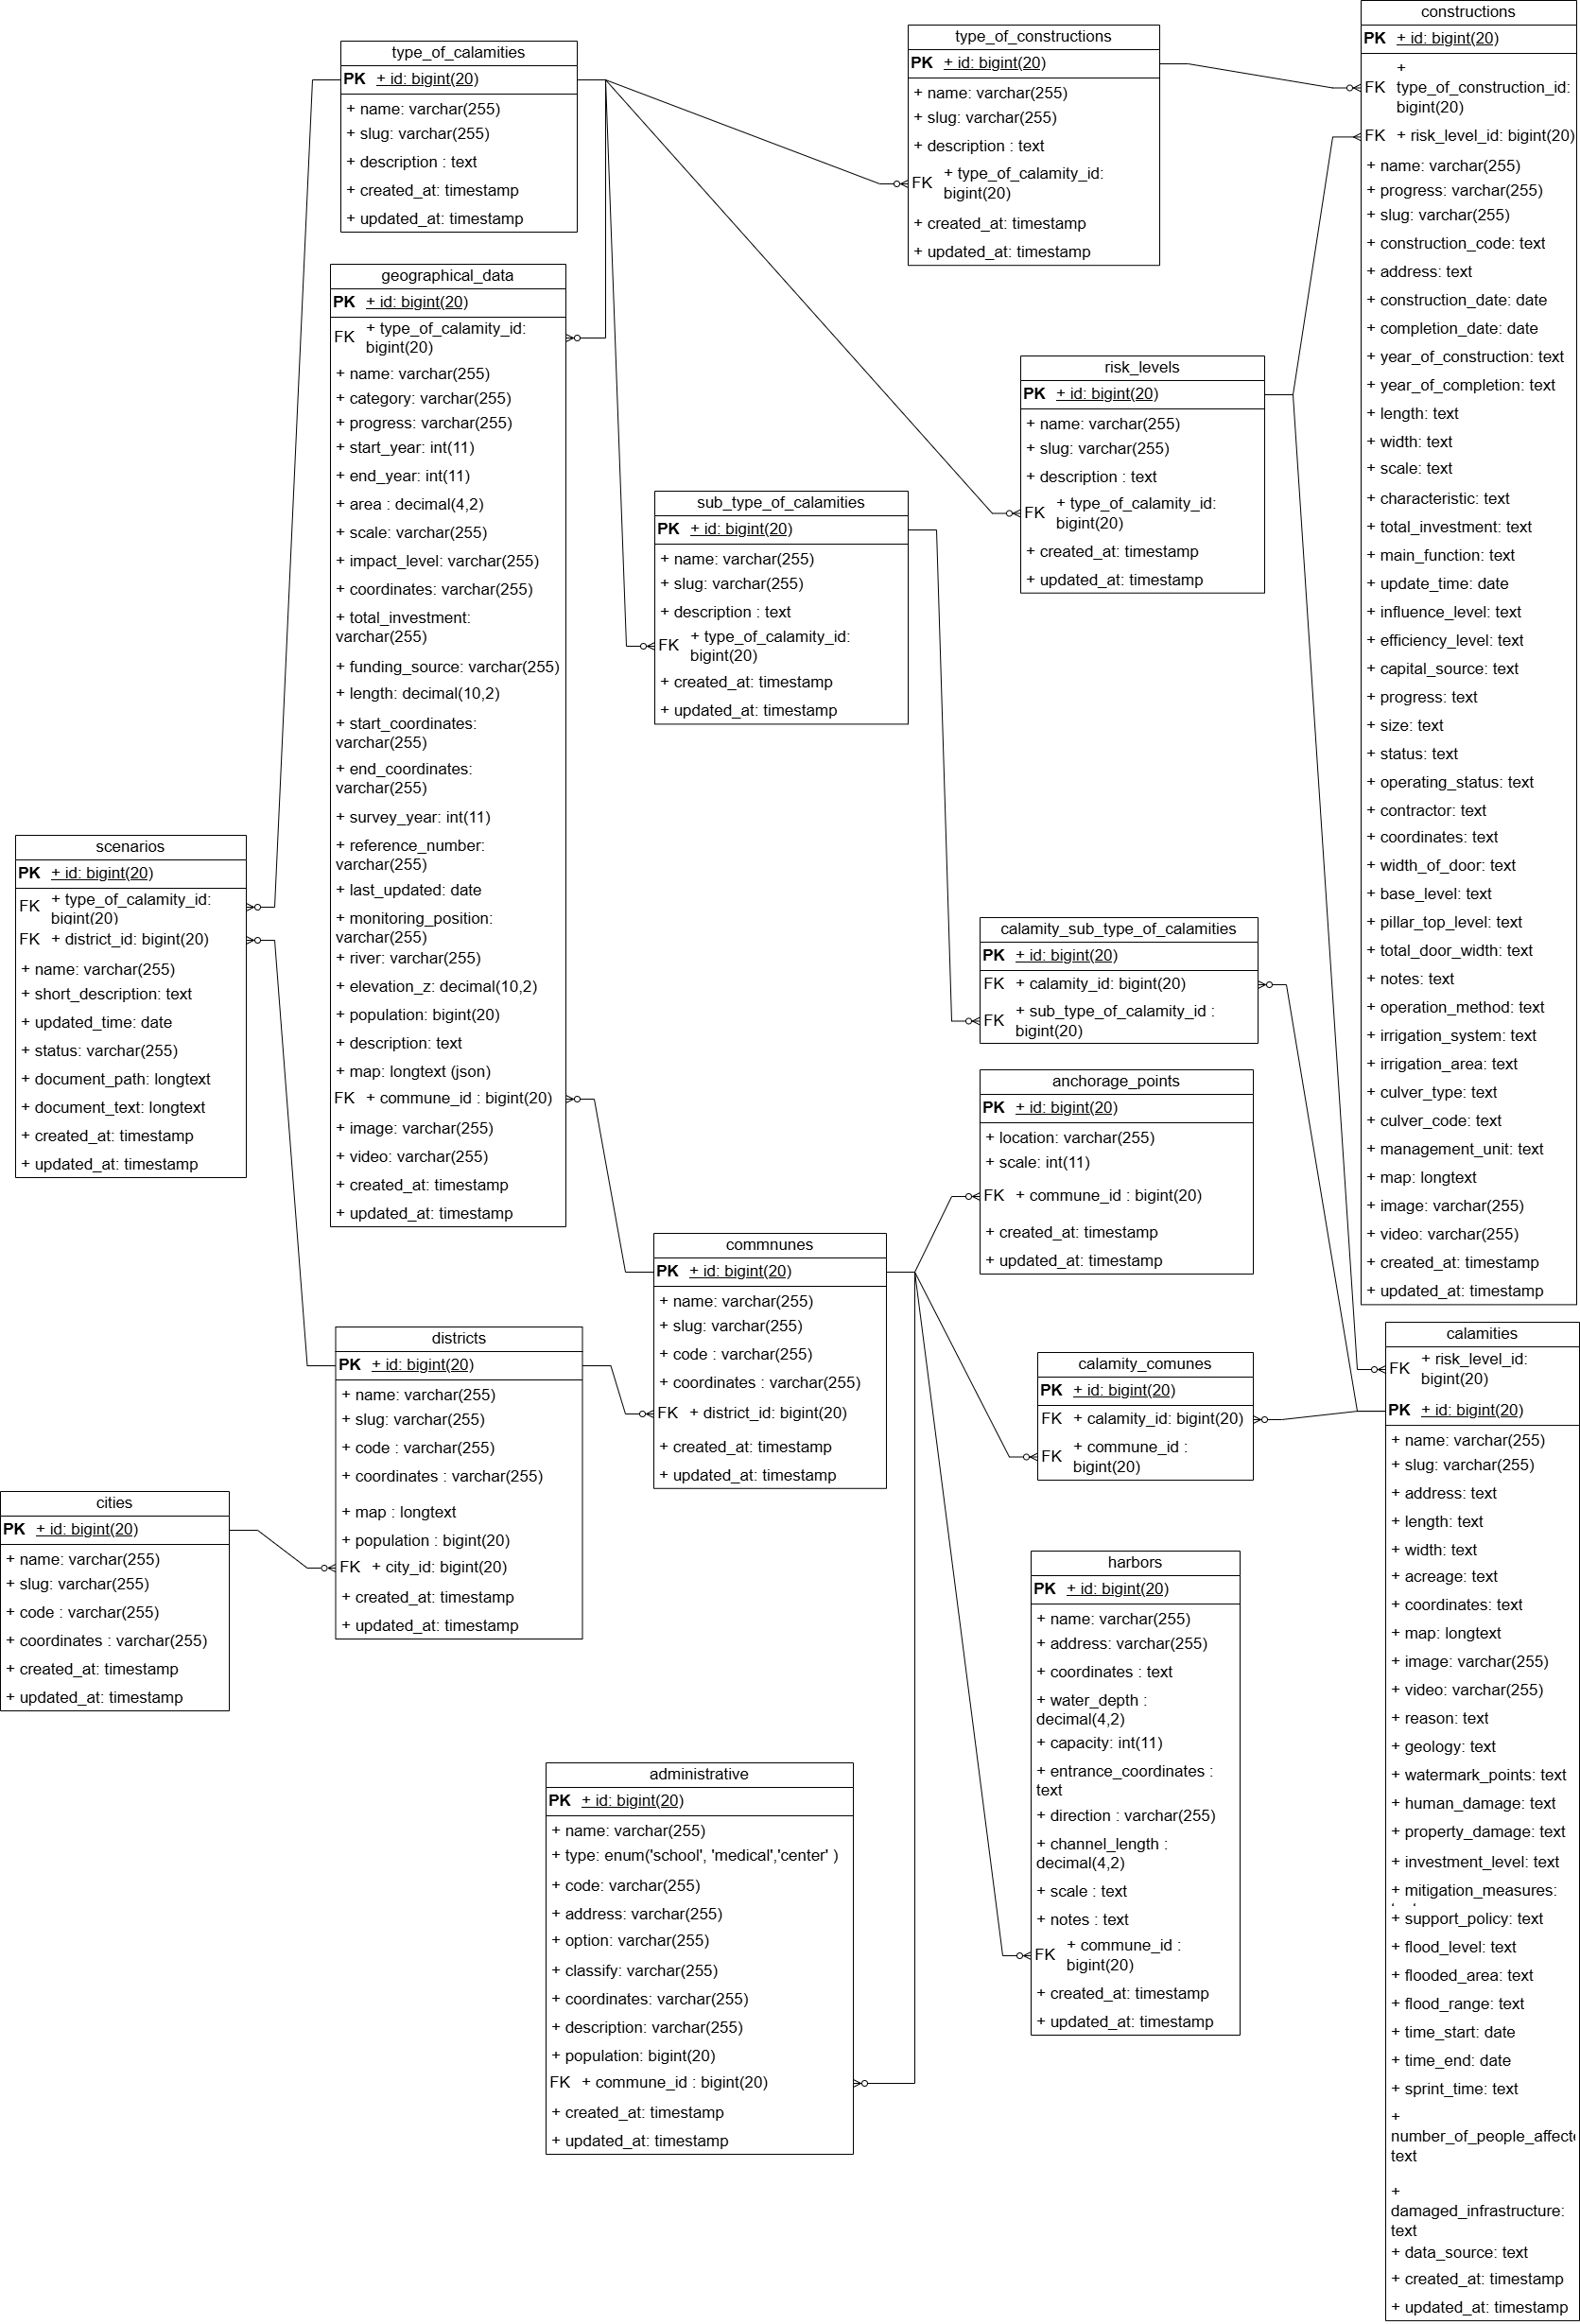 type_of_calamities
PK + id: bigint(20)
+ name: varchar(255)
+ slug: varchar(255)
+ description : text
+ created_at: timestamp
+ updated_at: timestamp
type_of_constructions
PK + id: bigint(20)
+ name: varchar(255)
+ slug: varchar(255)
+ description : text
FK + type_of_calamity_id:
bigint(20)
+ created_at: timestamp
+ updated_at: timestamp
constructions
PK + id: bigint(20)
+
FK type_of_construction_id:
bigint(20)
FK + risk_level_id: bigint(20)
+ name: varchar(255)
+ progress: varchar(255)
+ slug: varchar(255)
+ construction_code: text
+ address: text
+ construction_date: date
+ completion_date: date
+ year_of_construction: text
+ year_of_completion: text
+ length: text
+ width: text
+ scale: text
+ characteristic: text
+ total_investment: text
+ main_function: text
+ update_time: date
+ influence_level: text
+ efficiency_level: text
+ capital_source: text
+ progress: text
+ size: text
+ status: text
+ operating_status: text
+ contractor: text
+ coordinates: text
+ width_of_door: text
+ base_level: text
+ pillar_top_level: text
+ total_door_width: text
+ notes: text
+ operation_method: text
+ irrigation_system: text
+ irrigation_area: text
+ culver_type: text
+ culver_code: text
+ management_unit: text
+ map: longtext
+ image: varchar(255)
+ video: varchar(255)
+ created_at: timestamp
+ updated_at: timestamp
geographical_data
PK + id: bigint(20)
FK + type_of_calamity_id:
bigint(20)
+ name: varchar(255)
+ category: varchar(255)
+ progress: varchar(255)
+ start_year: int(11)
+ end_year: int(11)
+ area : decimal(4,2)
+ scale: varchar(255)
+ impact_level: varchar(255)
+ coordinates: varchar(255)
+ total_investment:
varchar(255)
+ funding_source: varchar(255)
+ length: decimal(10,2)
+ start_coordinates:
varchar(255)
+ end_coordinates:
varchar(255)
+ survey_year: int(11)
+ reference_number:
varchar(255)
+ last_updated: date
+ monitoring_position:
varchar(255)
+ river: varchar(255)
+ elevation_z: decimal(10,2)
+ population: bigint(20)
+ description: text
+ map: longtext (json)
FK + commune_id : bigint(20)
+ image: varchar(255)
+ video: varchar(255)
+ created_at: timestamp
+ updated_at: timestamp
risk_levels
PK + id: bigint(20)
+ name: varchar(255)
+ slug: varchar(255)
+ description : text
FK + type_of_calamity_id:
bigint(20)
+ created_at: timestamp
+ updated_at: timestamp
sub_type_of_calamities
PK + id: bigint(20)
+ name: varchar(255)
+ slug: varchar(255)
+ description : text
FK + type_of_calamity_id:
bigint(20)
+ created_at: timestamp
+ updated_at: timestamp
scenarios
PK + id: bigint(20)
FK + type_of_calamity_id:
bigint(20)
FK + district_id: bigint(20)
+ name: varchar(255)
+ short_description: text
+ updated_time: date
+ status: varchar(255)
+ document_path: longtext
+ document_text: longtext
+ created_at: timestamp
+ updated_at: timestamp
calamity_sub_type_of_calamities
PK + id: bigint(20)
FK + calamity_id: bigint(20)
FK + sub_type_of_calamity_id :
bigint(20)
anchorage_points
PK + id: bigint(20)
+ location: varchar(255)
+ scale: int(11)
FK + commune_id : bigint(20)
+ created_at: timestamp
+ updated_at: timestamp
commnunes
PK + id: bigint(20)
+ name: varchar(255)
+ slug: varchar(255)
+ code : varchar(255)
+ coordinates : varchar(255)
FK + district_id: bigint(20)
+ created_at: timestamp
+ updated_at: timestamp
districts
PK + id: bigint(20)
+ name: varchar(255)
+ slug: varchar(255)
+ code : varchar(255)
+ coordinates : varchar(255)
+ map : longtext
+ population : bigint(20)
FK + city_id: bigint(20)
+ created_at: timestamp
+ updated_at: timestamp
calamity_comunes
PK + id: bigint(20)
FK + calamity_id: bigint(20)
FK + commune_id :
bigint(20)
calamities
FK + risk_level_id:
bigint(20)
PK + id: bigint(20)
+ name: varchar(255)
+ slug: varchar(255)
+ address: text
+ length: text
+ width: text
+ acreage: text
+ coordinates: text
+ map: longtext
+ image: varchar(255)
+ video: varchar(255)
+ reason: text
+ geology: text
+ watermark_points: text
+ human_damage: text
+ property_damage: text
+ investment_level: text
+ mitigation_measures:
+ support_policy: text
+ flood_level: text
+ flooded_area: text
+ flood_range: text
+ time_start: date
+ time_end: date
+ sprint_time: text
+
number_of_people_affecte
text
+
damaged_infrastructure:
text
+ data_source: text
+ created_at: timestamp
+ updated_at: timestamp
cities
PK + id: bigint(20)
+ name: varchar(255)
+ slug: varchar(255)
+ code : varchar(255)
+ coordinates : varchar(255)
+ created_at: timestamp
+ updated_at: timestamp
harbors
PK + id: bigint(20)
+ name: varchar(255)
+ address: varchar(255)
+ coordinates : text
+ water_depth :
decimal(4,2)
+ capacity: int(11)
+ entrance_coordinates :
text
+ direction : varchar(255)
+ channel_length :
decimal(4,2)
+ scale : text
+ notes : text
FK + commune_id :
bigint(20)
+ created_at: timestamp
+ updated_at: timestamp
administrative
PK + id: bigint(20)
+ name: varchar(255)
+ type: enum('school', 'medical','center' )
+ code: varchar(255)
+ address: varchar(255)
+ option: varchar(255)
+ classify: varchar(255)
+ coordinates: varchar(255)
+ description: varchar(255)
+ population: bigint(20)
FK + commune_id : bigint(20)
+ created_at: timestamp
+ updated_at: timestamp